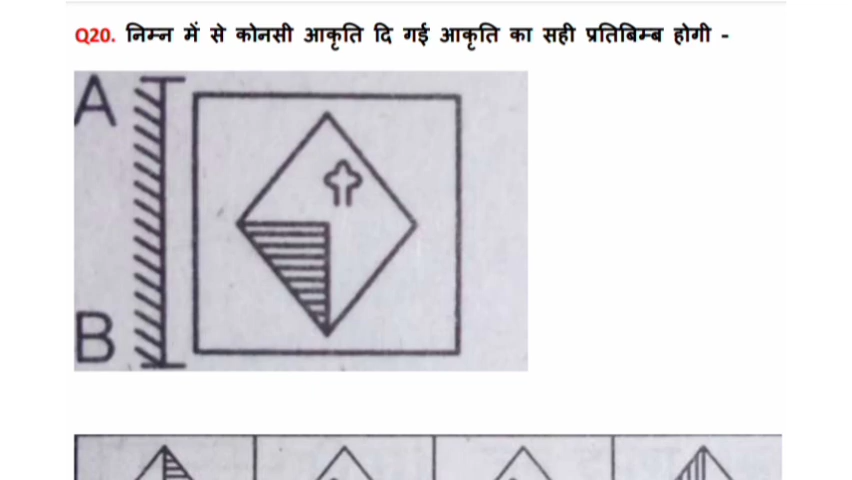 Q20. निम्न में से कोनसी आकृति दि गई आकृति का सही प्रतिबिम्ब होगी -
A
B